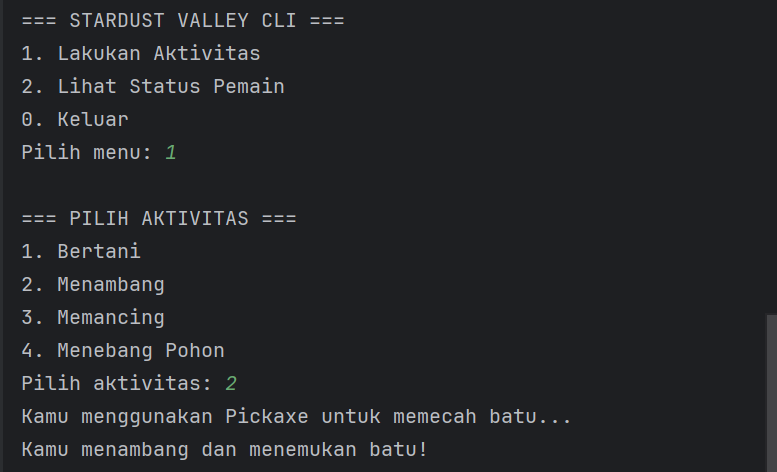 === STARDUST VALLEY CLI ===
1. Lakukan Aktivitas
2. Lihat Status Pemain
0. Keluar
Pilih menu: 1

=== PILIH AKTIVITAS ===
1. Bertani
2. Menambang
3. Memancing
4. Menebang Pohon
Pilih aktivitas: 2
Kamu menggunakan Pickaxe untuk memecah batu...
Kamu menambang dan menemukan batu!